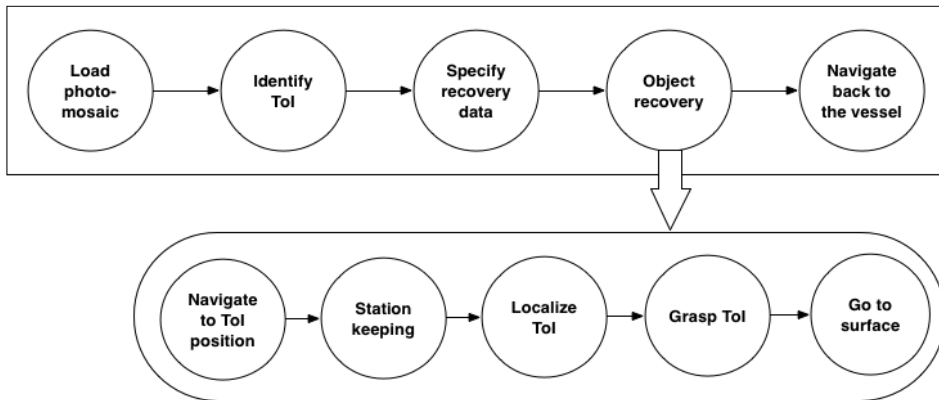 Load
photo-
mosaic
Identify
ToI
Specify
recovery
data
Object
recovery
Navigate
back to
the vessel
Navigate
to ToI
position
Station
keeping
Localize
ToI
Grasp ToI
Go to
surface